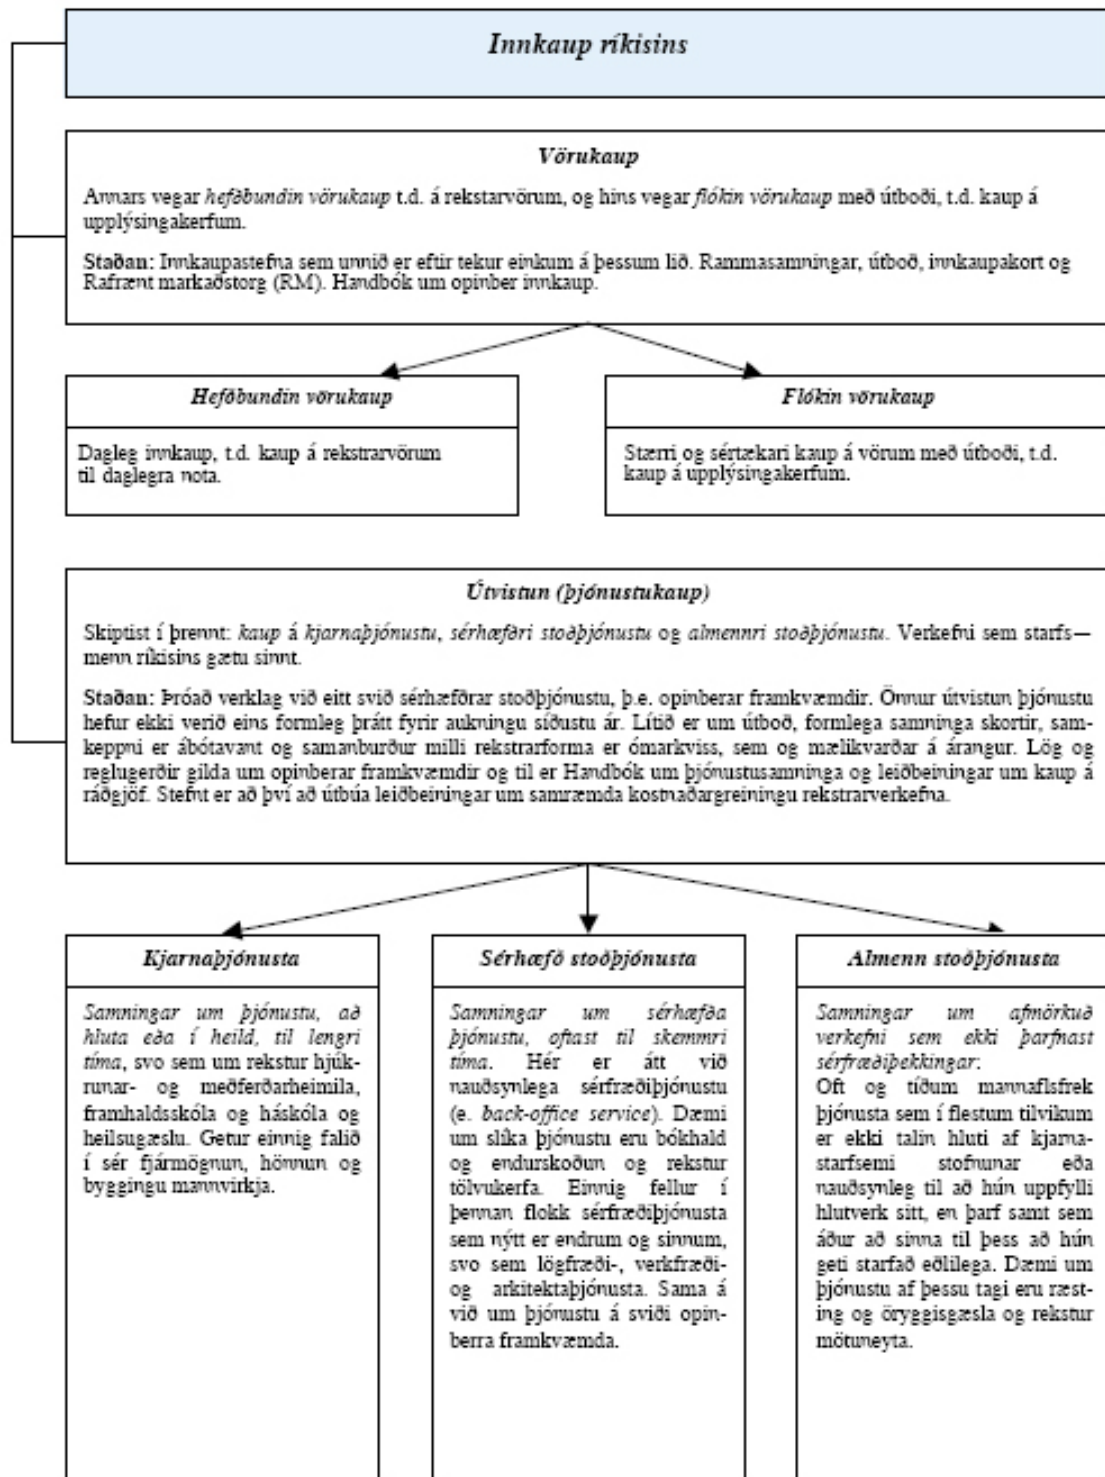 Innkaup ríkisins
Vörukaup
Annars vegar hefðbundin vörukaup t.d. á rekstarvörum, og hins vegar flókin vörukaup með útboði, t.d. kaup á
upplýsingakerfum.
Staðan: Innkaupastefna sem unnið er eftir tekur einkum á þessum lið. Rammasamningar, útboð, innkaupakort og
Rafrænt markaðstorg (RM). Handbók um opinber innkaup.
Hefðbundin vörukaup
Dagleg innkaup, t.d. kaup á rekstrarvörum
til daglegra nota.
Flókin vörukaup
Stærri og sértækari kaup á vörum með útboði, t.d.
kaup á upplýsingakerfum.
Útvistun (þjónustukaup)
Skiptist í þrennt: kaup á kjarnaþjónustu, sérhæfðri stoðþjónustu og almennri stoðþjónustu. Verkefni sem starfs—
menn ríkisins gætu sinnt.
Staðan: Þróað verklag við eitt svið sérhæfðrar stoðþjónustu, þ.e. opinberar framkvæmdir. Önnur útvistun þjónustu
hefur ekki verið eins formleg þrátt fyrir aukningu síðustu ár. Lítið er um útboð, formlega samninga skortir, sam-
keppni er ábótavant og samanburður milli rekstrarforma er ómarkviss, sem og mælikvarðar á árangur. Lög og
reglugerðir gilda um opinberar framkvæmdir og til er Handbók um þjónustusamninga og leiðbeiningar um kaup á
ráðgjöf. Stefnt er að því að útbúa leiðbeiningar um samræmda kostnaðargreiningu rekstrarverkefna.
Kjarnaþjónusta
Samningar um þjónustu, að
hluta eða í heild, til lengri
tíma, svo sem um rekstur hjúk-
runar- og meðferðarheimila,
framhaldsskóla og háskóla og
heilsugæslu. Getur einnig falið
í sér fjármögnun, hönnun og
byggingu mannvirkja.
Sérhæfð stoðþjónusta
Samningar um sérhæfða
þjónustu, oftast til skemmri
tíma. Hér er átt við
nauðsynlega sérfræðiþjónustu
(e. back-office service). Dæmi
um slíka þjónustu eru bókhald
og endurskoðun og rekstur
tölvukerfa. Einnig fellur í
þennan flokk sérfræðiþjónusta
sem nýtt er endrum og sinnum,
svo sem lögfræði-, verkfræði-
og arkitektaþjónusta. Sama á
við um þjónustu á sviði opin-
berra framkvæmda.
Almenn stoðþjónusta
Samningar um afmörkuð
verkefni sem ekki þarfnast
sérfræðiþekkingar:
Oft og tíðum mannaflsfrek
þjónusta sem í flestum tilvikum
er ekki talin hluti af kjarna-
starfsemi stofnunar eða
nauðsynleg til að hún uppfylli
hlutverk sitt, en þarf samt sem
áður að sinna til þess að hún
geti starfað eðlilega. Dæmi um
þjónustu af þessu tagi eru ræst-
ing og öryggisgæsla og rekstur
mötuneyta.